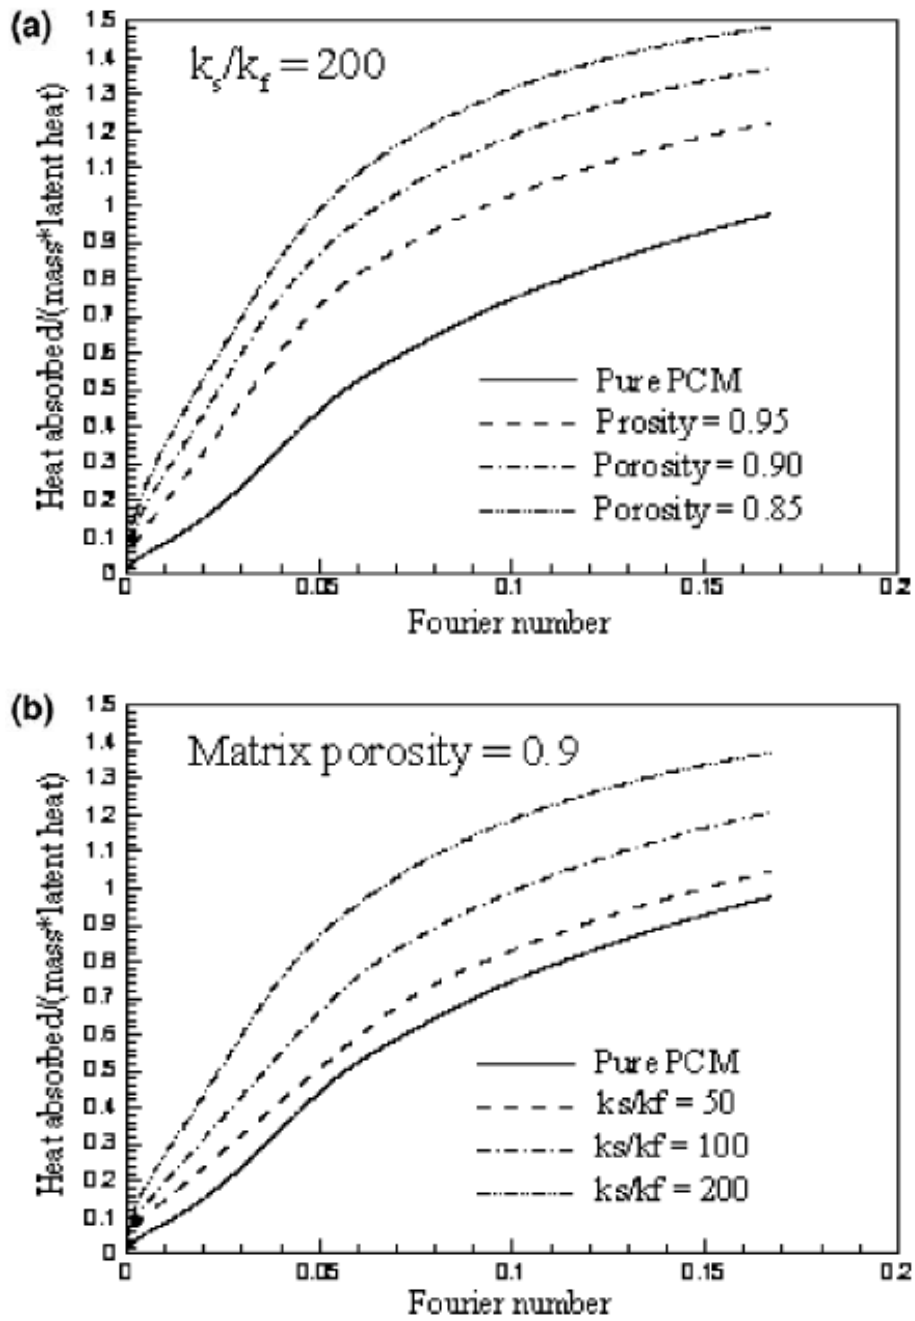 (a)
k_s/k_f = 200
Heat absorbed/(mass*latent heat)
1.5
1.4
1.3
1.2
1.1
1
0.9
0.8
0.7
0.6
0.5
0.4
0.3
0.2
0.1
0
Pure PCM
Prosity = 0.95
Porosity = 0.90
Porosity = 0.85
0 0.05 0.1 0.15 0.2
Fourier number
(b)
Matrix porosity = 0.9
Heat absorbed/(mass*latent heat)
1.5
1.4
1.3
1.2
1.1
1
0.9
0.8
0.7
0.6
0.5
0.4
0.3
0.2
0.1
0
Pure PCM
ks/kf = 50
ks/kf = 100
ks/kf = 200
0 0.05 0.1 0.15 0.2
Fourier number